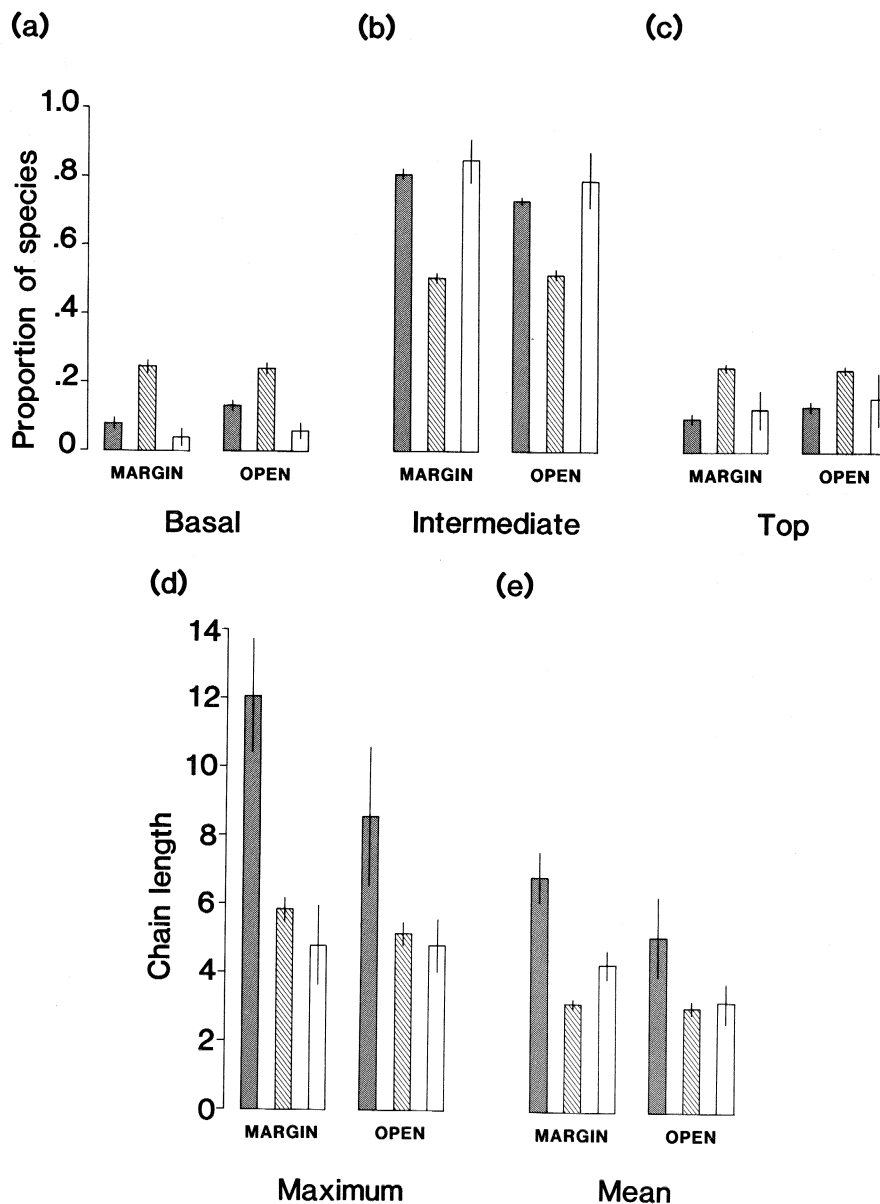 (a)
(b)
(c)
Proportion of species
1.0
.8
.6
.4
.2
0
MARGIN OPEN
MARGIN OPEN
MARGIN OPEN
Basal
Intermediate
Top
(d)
(e)
Chain length
14
12
10
8
6
4
2
0
MARGIN OPEN
MARGIN OPEN
Maximum
Mean